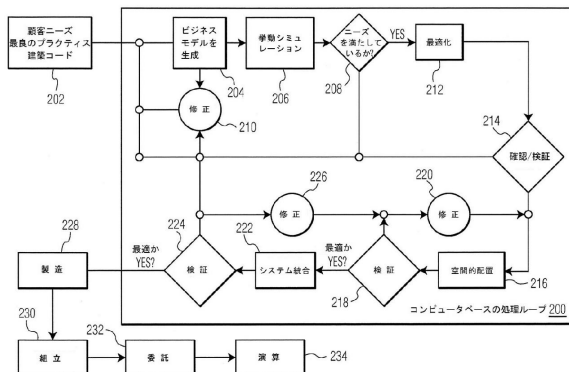 顧客ニーズ
最良のプラクティス
建築コード
202
ビジネス
モデルを
生成
204
挙動シミュ
レーション
206
ニーズ
を満たして
いるか?
208
YES
最適化
212
修正
210
214
確認/検証
226
修正
220
修正
228
製造
224
検証
最適か
YES?
222
システム統合
最適か
YES?
検証
218
空間的配置
216
コンピュータベースの処理ループ 200
230
組立
232
委託
演算
234